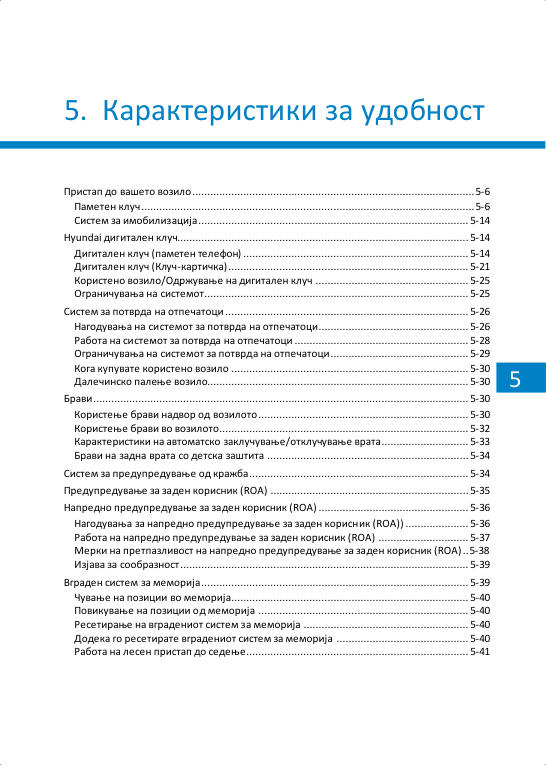 5. Карактеристики за удобност
Пристап до вашето возило 5-6
Паметен клуч 5-6
Систем за имобилизација 5-14
Hyundai дигитален клуч 5-14
Дигитален клуч (паметен телефон) 5-14
Дигитален клуч (Клуч-картичка) 5-21
Користено возило/Одржување на дигитален клуч 5-25
Ограничувања на системот 5-25
Систем за потврда на отпечатоци 5-26
Нагодувања на системот за потврда на отпечатоци 5-26
Работа на системот за потврда на отпечатоци 5-28
Ограничувања на системот за потврда на отпечатоци 5-29
Кога купувате користено возило 5-30
Далечинско палење возило 5-30
5
Брави 5-30
Користење брави надвор од возилото 5-30
Користење брави во возилото 5-32
Карактеристики на автоматско заклучување/отклучување врата 5-33
Брави на задна врата со детска заштита 5-34
Систем за предупредување од кражба 5-34
Предупредување за заден корисник (ROA) 5-35
Напредно предупредување за заден корисник (ROA) 5-36
Нагодувања за напредно предупредување за заден корисник (ROA)) 5-36
Работа на напредно предупредување за заден корисник (ROA) 5-37
Мерки на претпазливост на напредно предупредување за заден корисник (ROA) 5-38
Изјава за сообразност 5-39
Вграден систем за меморија 5-39
Чување на позиции во меморија 5-40
Повикување на позиции од меморија 5-40
Ресетирање на вградениот систем за меморија 5-40
Додека го ресетирате вградениот систем за меморија 5-40
Работа на лесен пристап до седење 5-41